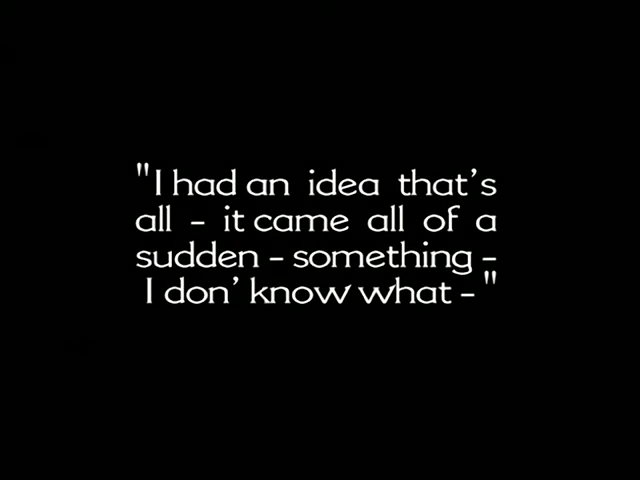 "I had an idea that's
all - it came all of a
sudden - something -
I don' know what - "